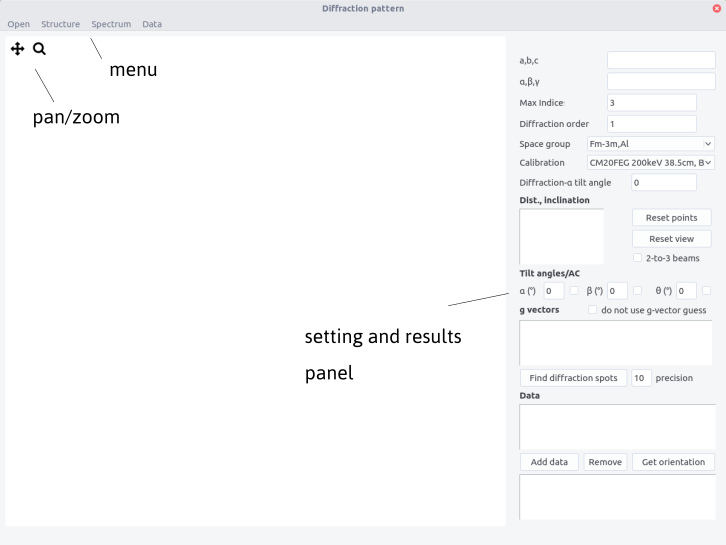 Diffraction pattern
Open Structure Spectrum Data
menu
pan/zoom
setting and results
panel
a,b,c
α,β,γ
Max Indice
3
Diffraction order
1
Space group
Fm-3m,Al
Calibration
CM20FEG 200keV 38.5cm, B
Diffraction-α tilt angle
0
Dist., inclination
Reset points
Reset view
2-to-3 beams
Tilt angles/AC
α (°) 0 β (°) 0 θ (°) 0
g vectors do not use g-vector guess
Find diffraction spots 10 precision
Data
Add data Remove Get orientation